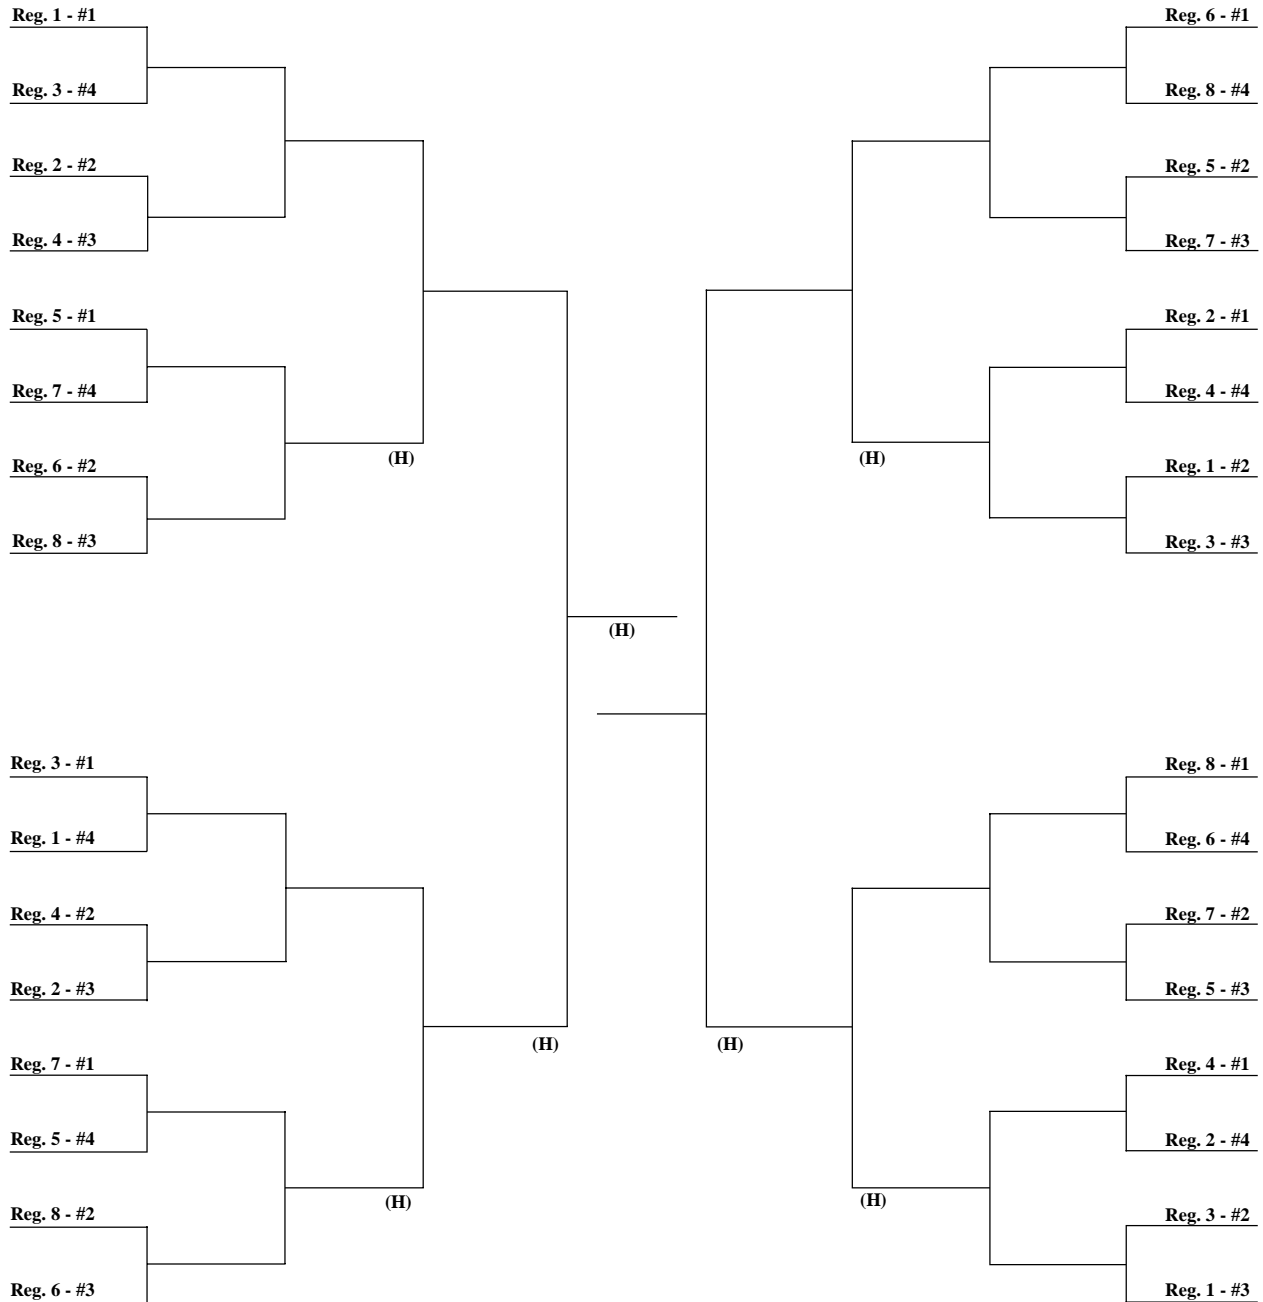 Reg. 1 - #1
Reg. 3 - #4
Reg. 2 - #2
Reg. 4 - #3
Reg. 5 - #1
Reg. 7 - #4
(H)
Reg. 6 - #2
Reg. 8 - #3
(H)
Reg. 3 - #1
Reg. 1 - #4
Reg. 4 - #2
Reg. 2 - #3
(H)
Reg. 7 - #1
Reg. 5 - #4
(H)
Reg. 8 - #2
Reg. 6 - #3
Reg. 6 - #1
Reg. 8 - #4
Reg. 5 - #2
Reg. 7 - #3
Reg. 2 - #1
Reg. 4 - #4
(H)
Reg. 1 - #2
Reg. 3 - #3
Reg. 8 - #1
Reg. 6 - #4
Reg. 7 - #2
Reg. 5 - #3
(H)
Reg. 4 - #1
Reg. 2 - #4
(H)
Reg. 3 - #2
Reg. 1 - #3